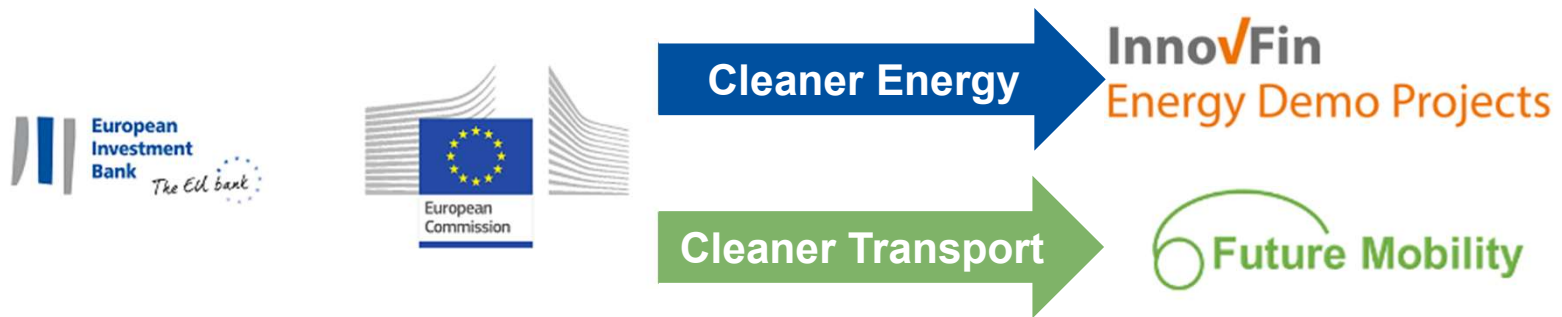 European
Investment
Bank
The EU bank
European
Commission
Cleaner Energy
InnovFin
Energy Demo Projects
Cleaner Transport
Future Mobility